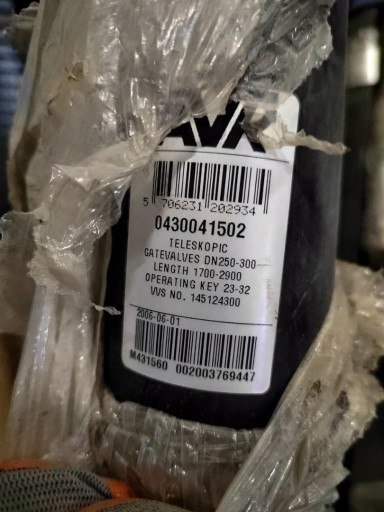 5 706231 202934
0430041502
TELESKOPIC
GATEVALVES DN250-300
LENGTH 1700-2900
OPERATING KEY 23-32
VVS NO. 145124300
2006-06-01
M431560 002003769447